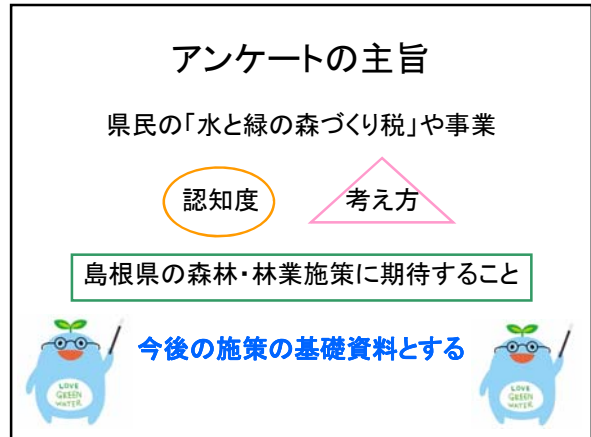 アンケートの主旨
県民の「水と緑の森づくり税」や事業
認知度 考え方
島根県の森林・林業施策に期待すること
今後の施策の基礎資料とする
LOVE
GREEN
WATER
LOVE
GREEN
WATER